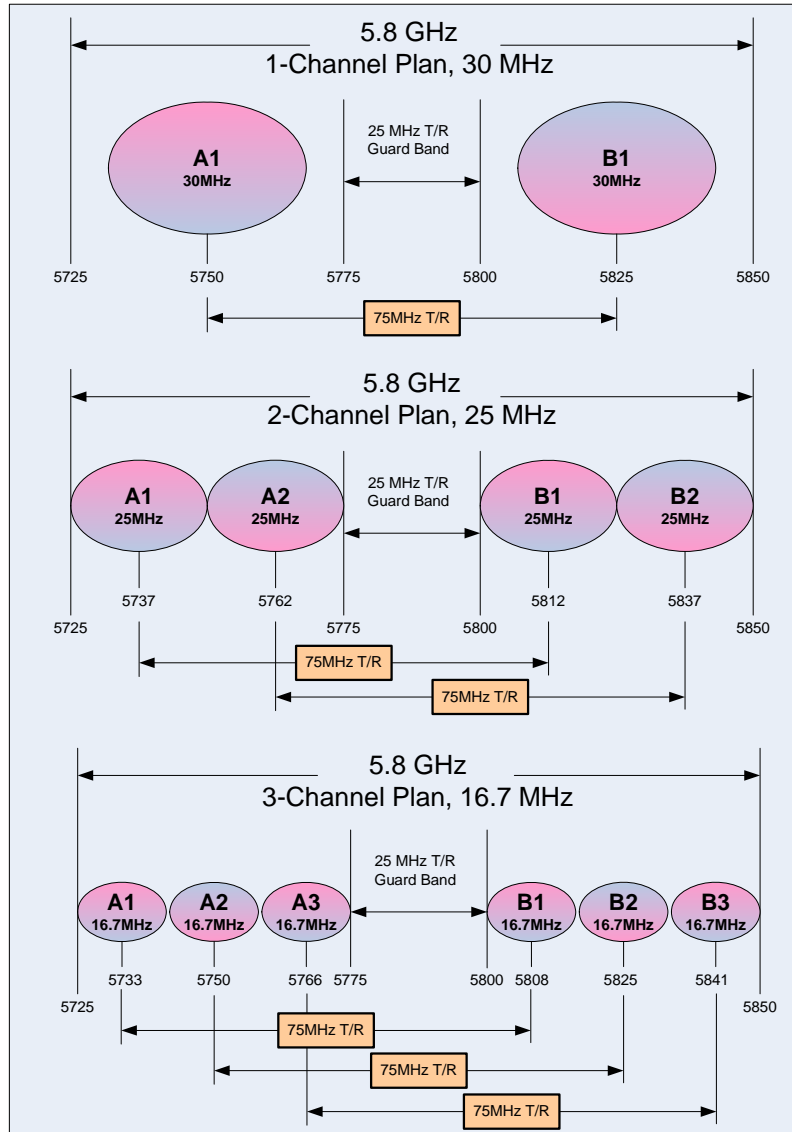 5.8 GHz
1-Channel Plan, 30 MHz
A1
30MHz
25 MHz T/R
Guard Band
B1
30MHz
5725
5750
5775
5800
5825
5850
75MHz T/R
5.8 GHz
2-Channel Plan, 25 MHz
A1
25MHz
A2
25MHz
25 MHz T/R
Guard Band
B1
25MHz
B2
25MHz
5737
5762
5812
5837
5725
5775
5800
5850
75MHz T/R
75MHz T/R
5.8 GHz
3-Channel Plan, 16.7 MHz
A1
16.7MHz
A2
16.7MHz
A3
16.7MHz
25 MHz T/R
Guard Band
B1
16.7MHz
B2
16.7MHz
B3
16.7MHz
5733
5750
5766
5775
5800
5808
5825
5841
5725
5850
75MHz T/R
75MHz T/R
75MHz T/R